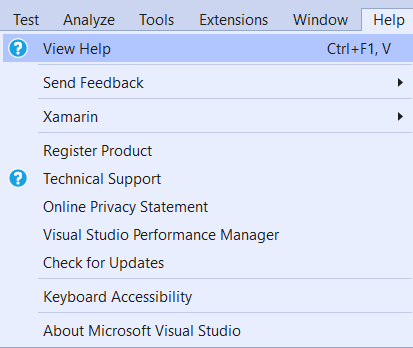 Test Analyze Tools Extensions Window Help
View Help Ctrl+F1, V
Send Feedback
Xamarin
Register Product
Technical Support
Online Privacy Statement
Visual Studio Performance Manager
Check for Updates
Keyboard Accessibility
About Microsoft Visual Studio